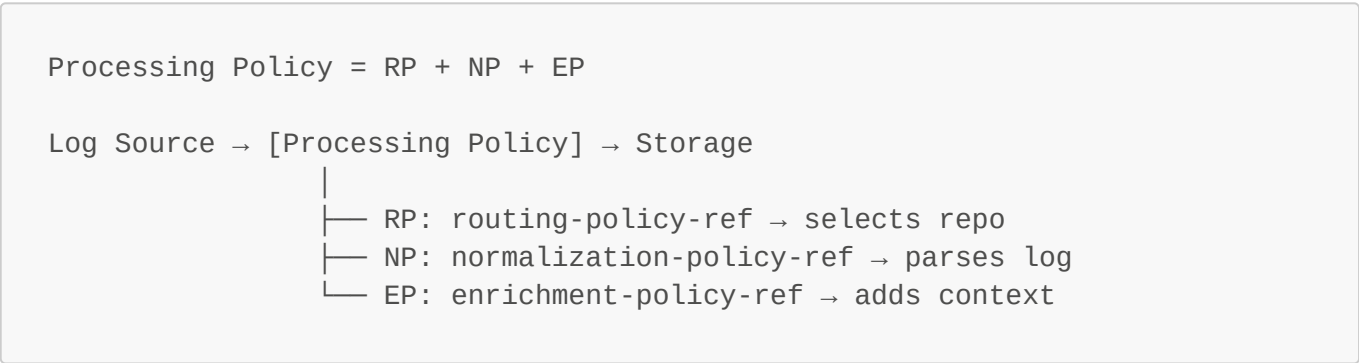 Processing Policy = RP + NP + EP
Log Source → [Processing Policy] → Storage
│
├── RP: routing-policy-ref → selects repo
├── NP: normalization-policy-ref → parses log
└── EP: enrichment-policy-ref → adds context